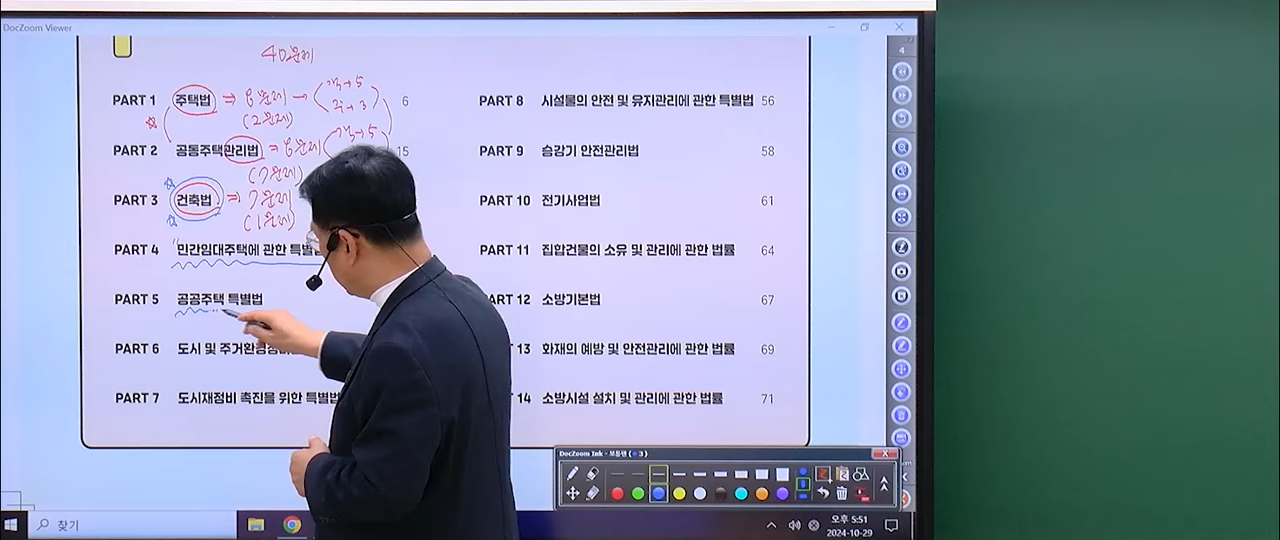 DocZoom Viewer
4
40문제
PART 1 주택법 ⇒ 8문제 → 객→5 6
주→3
(2문제)
PART 2 공동주택관리법 ⇒ 8문제 객→5 15
(7문제)
PART 3 건축법 ⇒ 7문제
(1문제)
PART 4 민간임대주택에 관한 특별
PART 5 공공주택 특별법
PART 6 도시 및 주거환경정비
PART 7 도시재정비 촉진을 위한 특별법
PART 8 시설물의 안전 및 유지관리에 관한 특별법 56
PART 9 승강기 안전관리법 58
PART 10 전기사업법 61
PART 11 집합건물의 소유 및 관리에 관한 법률 64
PART 12 소방기본법 67
13 화재의 예방 및 안전관리에 관한 법률 69
14 소방시설 설치 및 관리에 관한 법률 71
DocZoom Ink - 보통펜 ( 3 )
찾기
오후 5:51
2024-10-29